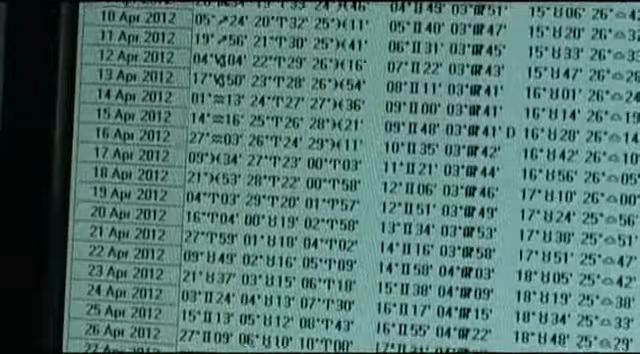 04°♊49 03°♍51 15°♉06
10 Apr 2012 05°♐24 20°♈32 25°♓11 05°♊40 03°♍47 15°♉20
11 Apr 2012 19°♐56 21°♈30 25°♓41 06°♊31 03°♍45 15°♉33
12 Apr 2012 04°♑04 22°♈29 26°♓16 07°♊22 03°♍43 15°♉47 26°♎28
13 Apr 2012 17°♑50 23°♈28 26°♓54 08°♊11 03°♍41 16°♉01 26°♎24
14 Apr 2012 01°♒13 24°♈27 27°♓36 09°♊00 03°♍41 16°♉14 26°♎19
15 Apr 2012 14°♒16 25°♈26 28°♓21 09°♊48 03°♍41 D 16°♉28 26°♎14
16 Apr 2012 27°♒03 26°♈24 29°♓11 10°♊35 03°♍42 16°♉42 26°♎10
17 Apr 2012 09°♓34 27°♈23 00°♈03 11°♊21 03°♍44 16°♉56 26°♎05
18 Apr 2012 21°♓53 28°♈22 00°♈58 12°♊06 03°♍46 17°♉10 26°♎00
19 Apr 2012 04°♈03 29°♈20 01°♈57 12°♊51 03°♍49 17°♉24 25°♎56
20 Apr 2012 16°♈04 00°♉19 02°♈58 13°♊34 03°♍53 17°♉38 25°♎51
21 Apr 2012 27°♈59 01°♉18 04°♈02 14°♊16 03°♍58 17°♉51 25°♎47
22 Apr 2012 09°♉49 02°♉16 05°♈09 14°♊58 04°♍03 18°♉05 25°♎42
23 Apr 2012 21°♉37 03°♉15 06°♈18 15°♊38 04°♍09 18°♉19 25°♎38
24 Apr 2012 03°♊24 04°♉13 07°♈30 16°♊17 04°♍15 18°♉34 25°♎33
25 Apr 2012 15°♊13 05°♉12 08°♈43 16°♊55 04°♍22 18°♉48 25°♎29
26 Apr 2012 27°♊09 06°♉10 10°♈00